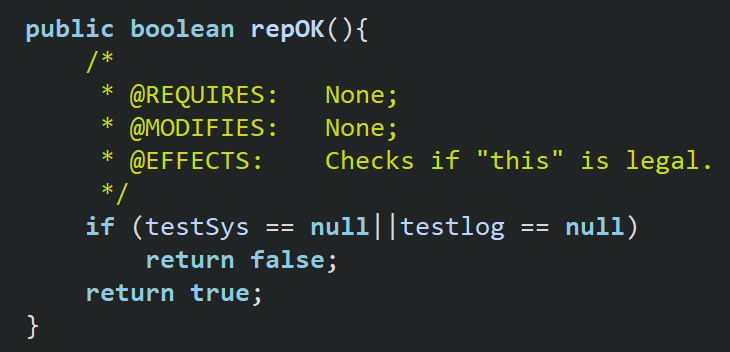 public boolean repOK(){
    /*
     * @REQUIRES:   None;
     * @MODIFIES:   None;
     * @EFFECTS:    Checks if "this" is legal.
     */
    if (testSys == null||testlog == null)
        return false;
    return true;
}